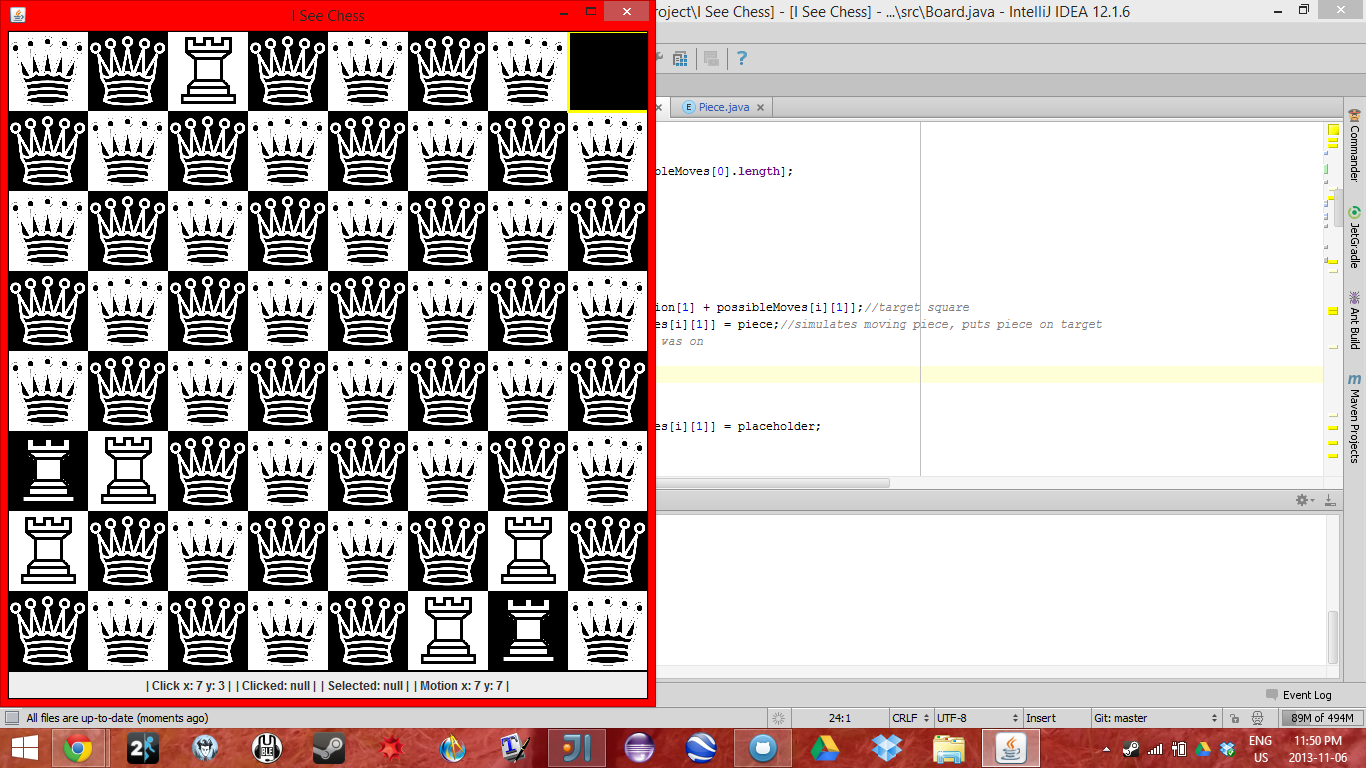 I See Chess
roject\I See Chess] - [I See Chess] - ...\src\Board.java - IntelliJ IDEA 12.1.6
?
E Piece.java
bleMoves[0].length];
ion[1] + possibleMoves[i][1]];//target square
es[i][1]] = piece;//simulates moving piece, puts piece on target
was on
es[i][1]] = placeholder;
Commander
JetGradle
Ant Build
m Maven Projects
| Click x: 7 y: 3 | | Clicked: null | | Selected: null | | Motion x: 7 y: 7 |
Event Log
All files are up-to-date (moments ago)
24:1
CRLF
UTF-8
Insert
Git: master
89M of 494M
2
BLE
T
JI
ENG
US
11:50 PM
2013-11-06